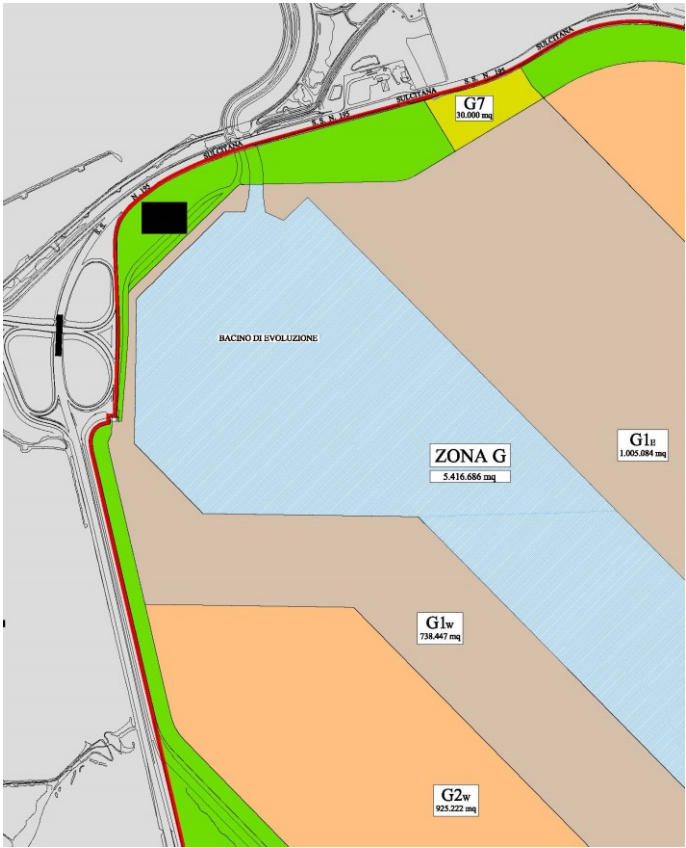 SULCITANA
S.S. N. 195
G7
30.000 mq
SULCITANA
S.S. N. 195
SULCITANA
S.S. N. 195
BACINO DI EVOLUZIONE
ZONA G
5.416.686 mq
G1E
1.005.084 mq
G1W
738.447 mq
G2W
925.222 mq